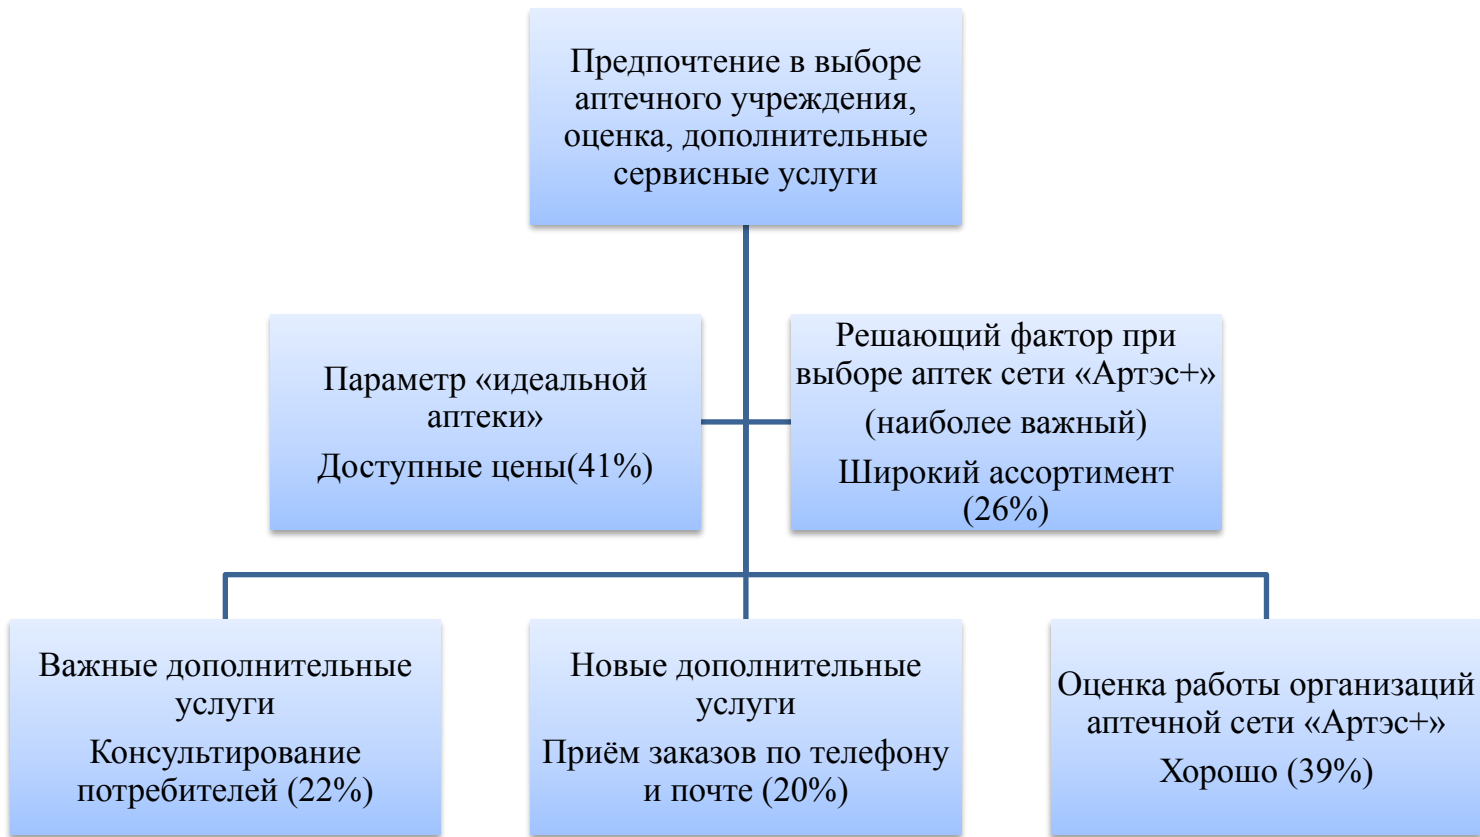 Предпочтение в выборе
аптечного учреждения,
оценка, дополнительные
сервисные услуги
Параметр «идеальной
аптеки»
Доступные цены(41%)
Решающий фактор при
выборе аптек сети «Артэс+»
(наиболее важный)
Широкий ассортимент
(26%)
Важные дополнительные
услуги
Консультирование
потребителей (22%)
Новые дополнительные
услуги
Приём заказов по телефону
и почте (20%)
Оценка работы организаций
аптечной сети «Артэс+»
Хорошо (39%)